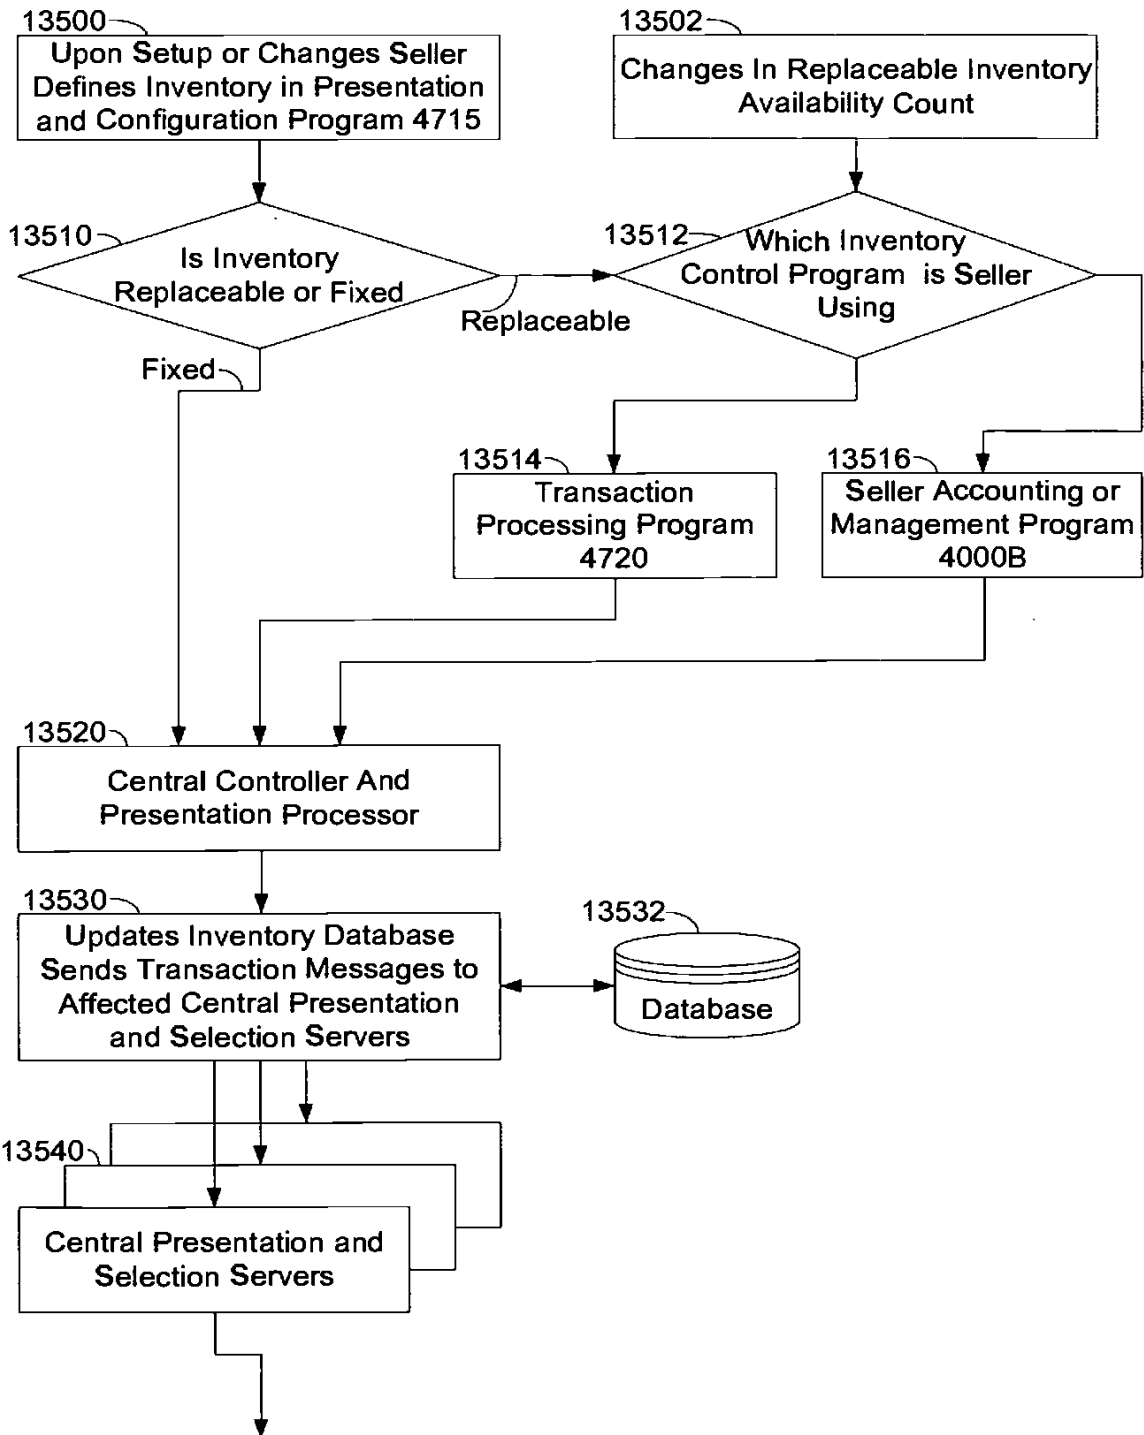 13500
Upon Setup or Changes Seller
Defines Inventory in Presentation
and Configuration Program 4715
13502
Changes In Replaceable Inventory
Availability Count
13510
Is Inventory
Replaceable or Fixed
Replaceable
Fixed
13512
Which Inventory
Control Program is Seller
Using
13514
Transaction
Processing Program
4720
13516
Seller Accounting or
Management Program
4000B
13520
Central Controller And
Presentation Processor
13530
Updates Inventory Database
Sends Transaction Messages to
Affected Central Presentation
and Selection Servers
13532
Database
13540
Central Presentation and
Selection Servers